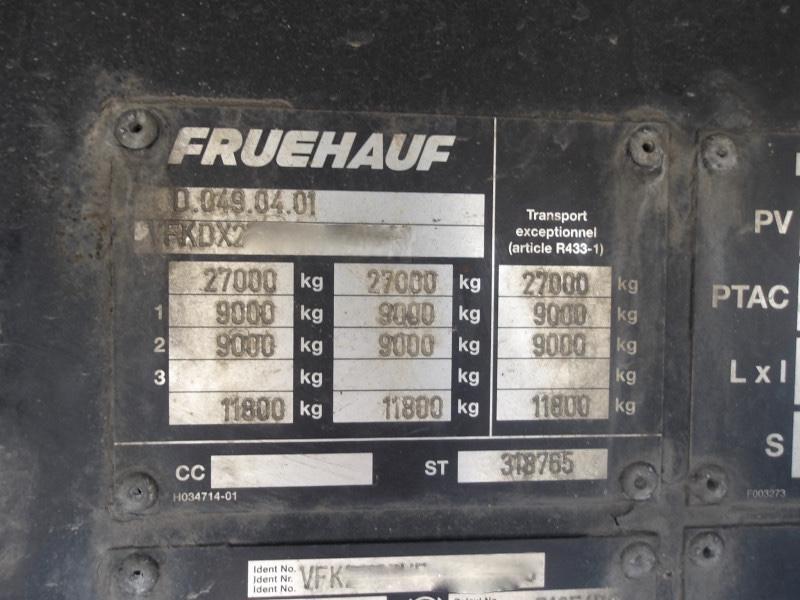 FRUEHAUF
D.049.04.01
VFKDX2
Transport
exceptionnel
(article R433-1)
27000 kg 27000 kg 27000 kg
1 9000 kg 9000 kg 9000 kg
2 9000 kg 9000 kg 9000 kg
3 kg kg kg
11800 kg 11800 kg 11800 kg
CC ST 318765
H034714-01
PV
PTAC
L x l
S
F003273
Ident No.
Ident Nr. VFK
Ident No.